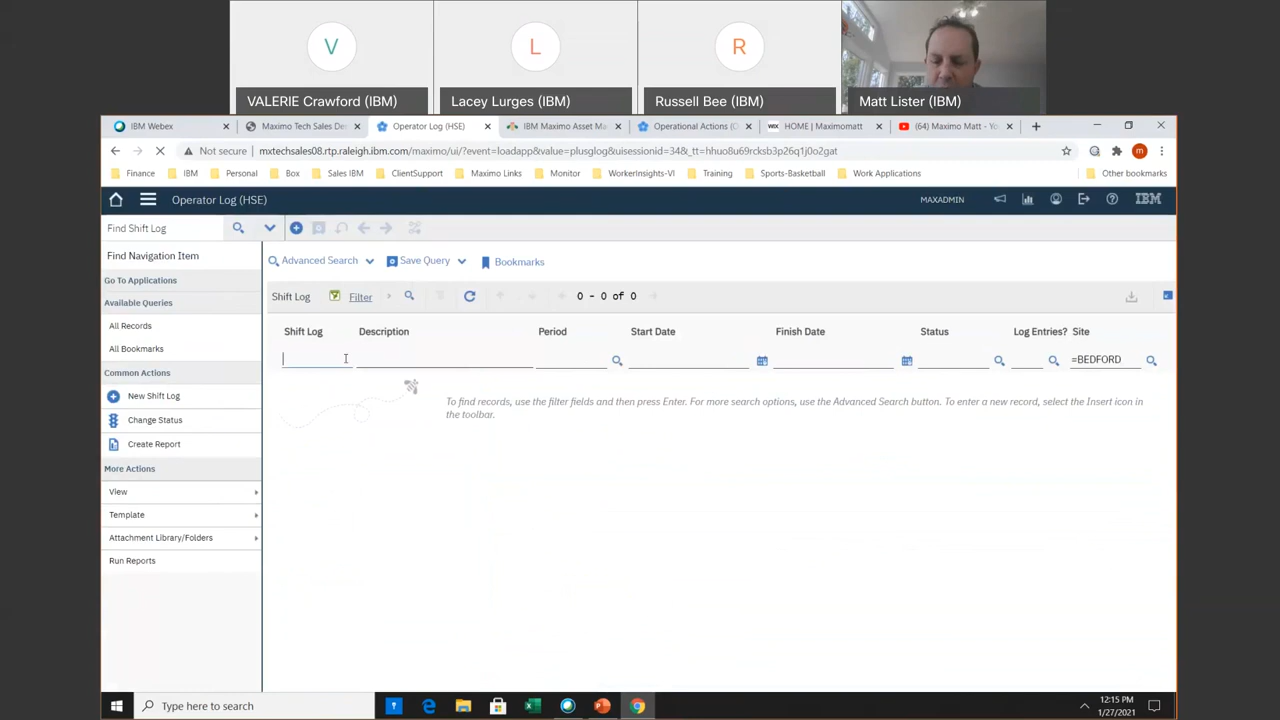 V
L
R
VALERIE Crawford (IBM)
Lacey Lurges (IBM)
Russell Bee (IBM)
Matt Lister (IBM)
IBM Webex
Maximo Tech Sales De
Operator Log (HSE)
IBM Maximo Asset Ma
Operational Actions (C
WIX HOME | Maximomatt
(64) Maximo Matt - Yo
Not secure mxtechsales08.rtp.raleigh.ibm.com/maximo/ui/?event=loadapp&value=plusglog&uisessionid=34&_tt=hhuo8u69rcksb3p26q1j0o2gat
m
Finance
IBM
Personal
Box
Sales IBM
ClientSupport
Maximo Links
Monitor
WorkerInsights-VI
Training
Sports-Basketball
Work Applications
Other bookmarks
Operator Log (HSE)
MAXADMIN
IBM
Find Shift Log
Find Navigation Item
Go To Applications
Available Queries
All Records
All Bookmarks
Common Actions
New Shift Log
Change Status
Create Report
More Actions
View
Template
Attachment Library/Folders
Run Reports
Advanced Search
Save Query
Bookmarks
Shift Log Filter 0 - 0 of 0
Shift Log Description Period Start Date Finish Date Status Log Entries? Site
=BEDFORD
To find records, use the filter fields and then press Enter. For more search options, use the Advanced Search button. To enter a new record, select the Insert icon in
the toolbar.
Type here to search
12:15 PM
1/27/2021